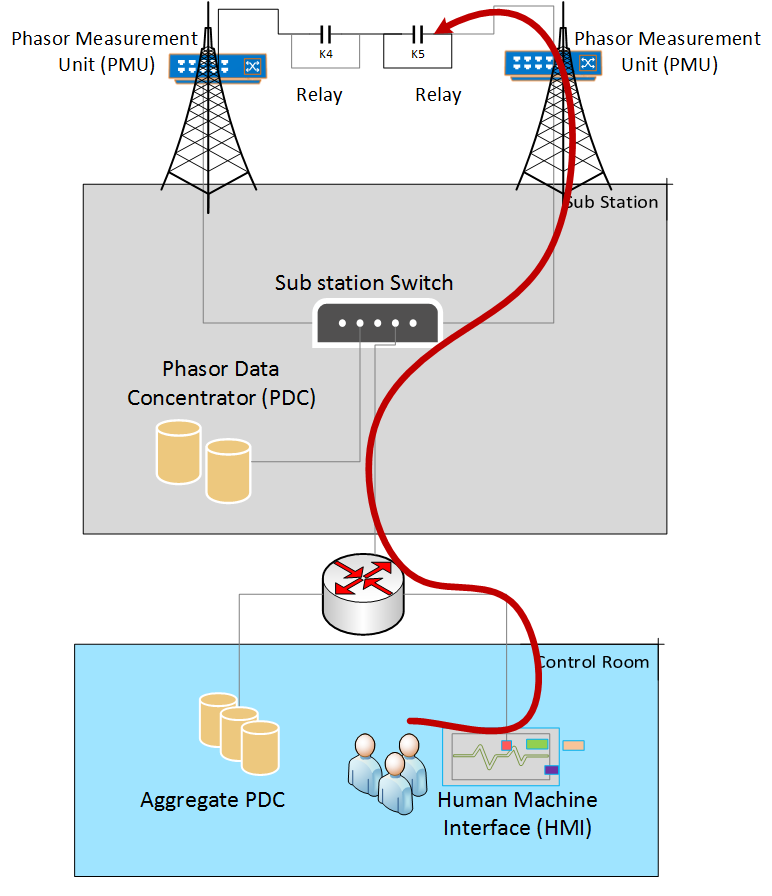 Phasor Measurement
Unit (PMU)
K4
K5
Phasor Measurement
Unit (PMU)
Relay
Relay
Sub Station
Sub station Switch
Phasor Data
Concentrator (PDC)
Control Room
Aggregate PDC
Human Machine
Interface (HMI)